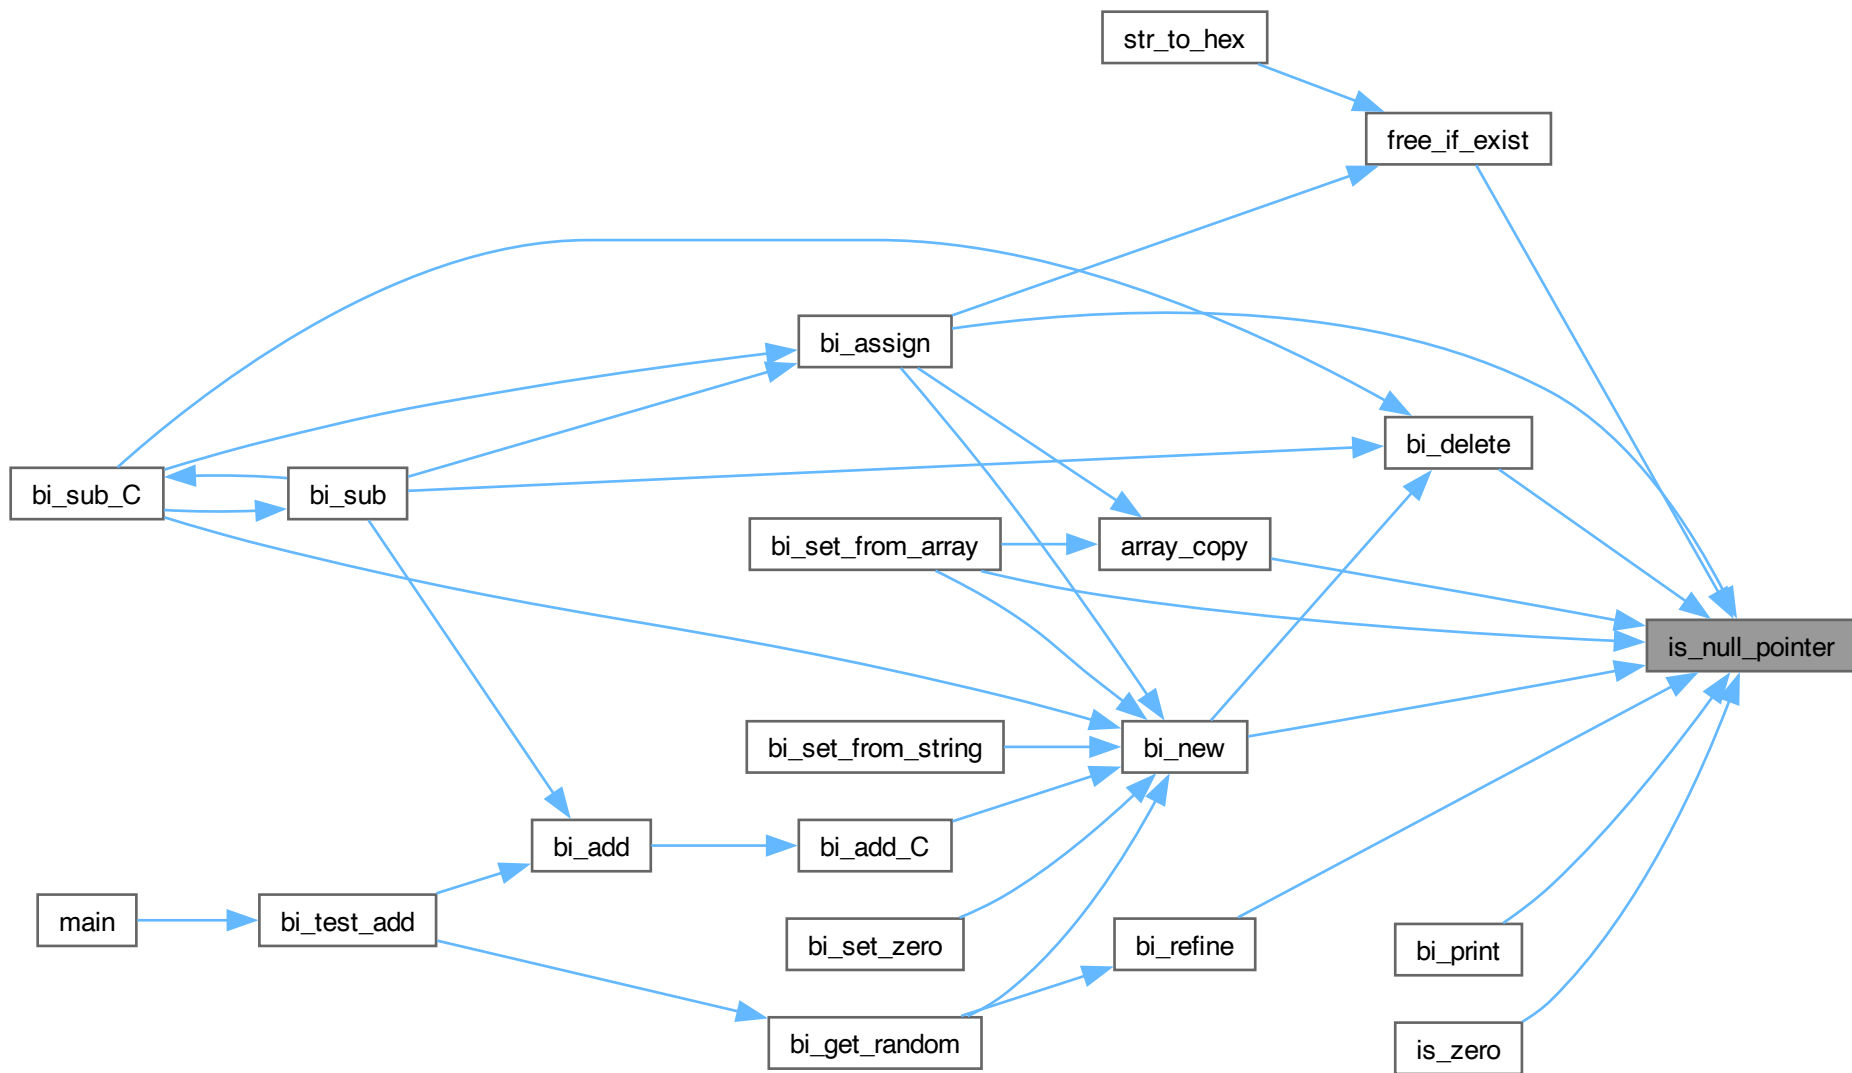 str_to_hex
free_if_exist
bi_assign
bi_delete
bi_sub_C
bi_sub
bi_set_from_array
array_copy
is_null_pointer
bi_set_from_string
bi_new
bi_add
bi_add_C
main
bi_test_add
bi_set_zero
bi_refine
bi_print
bi_get_random
is_zero